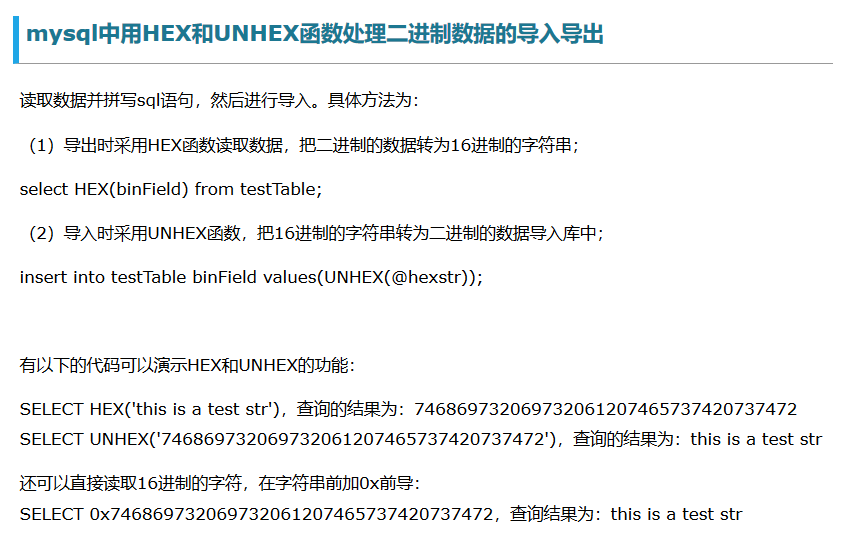 mysql中用HEX和UNHEX函数处理二进制数据的导入导出
读取数据并拼写sql语句，然后进行导入。具体方法为：
（1）导出时采用HEX函数读取数据，把二进制的数据转为16进制的字符串；
select HEX(binField) from testTable;
（2）导入时采用UNHEX函数，把16进制的字符串转为二进制的数据导入库中；
insert into testTable binField values(UNHEX(@hexstr));
有以下的代码可以演示HEX和UNHEX的功能：
SELECT HEX('this is a test str')，查询的结果为：746869732069732061207465737420737472
SELECT UNHEX('746869732069732061207465737420737472')，查询的结果为：this is a test str
还可以直接读取16进制的字符，在字符串前加0x前导：
SELECT 0x746869732069732061207465737420737472，查询结果为：this is a test str